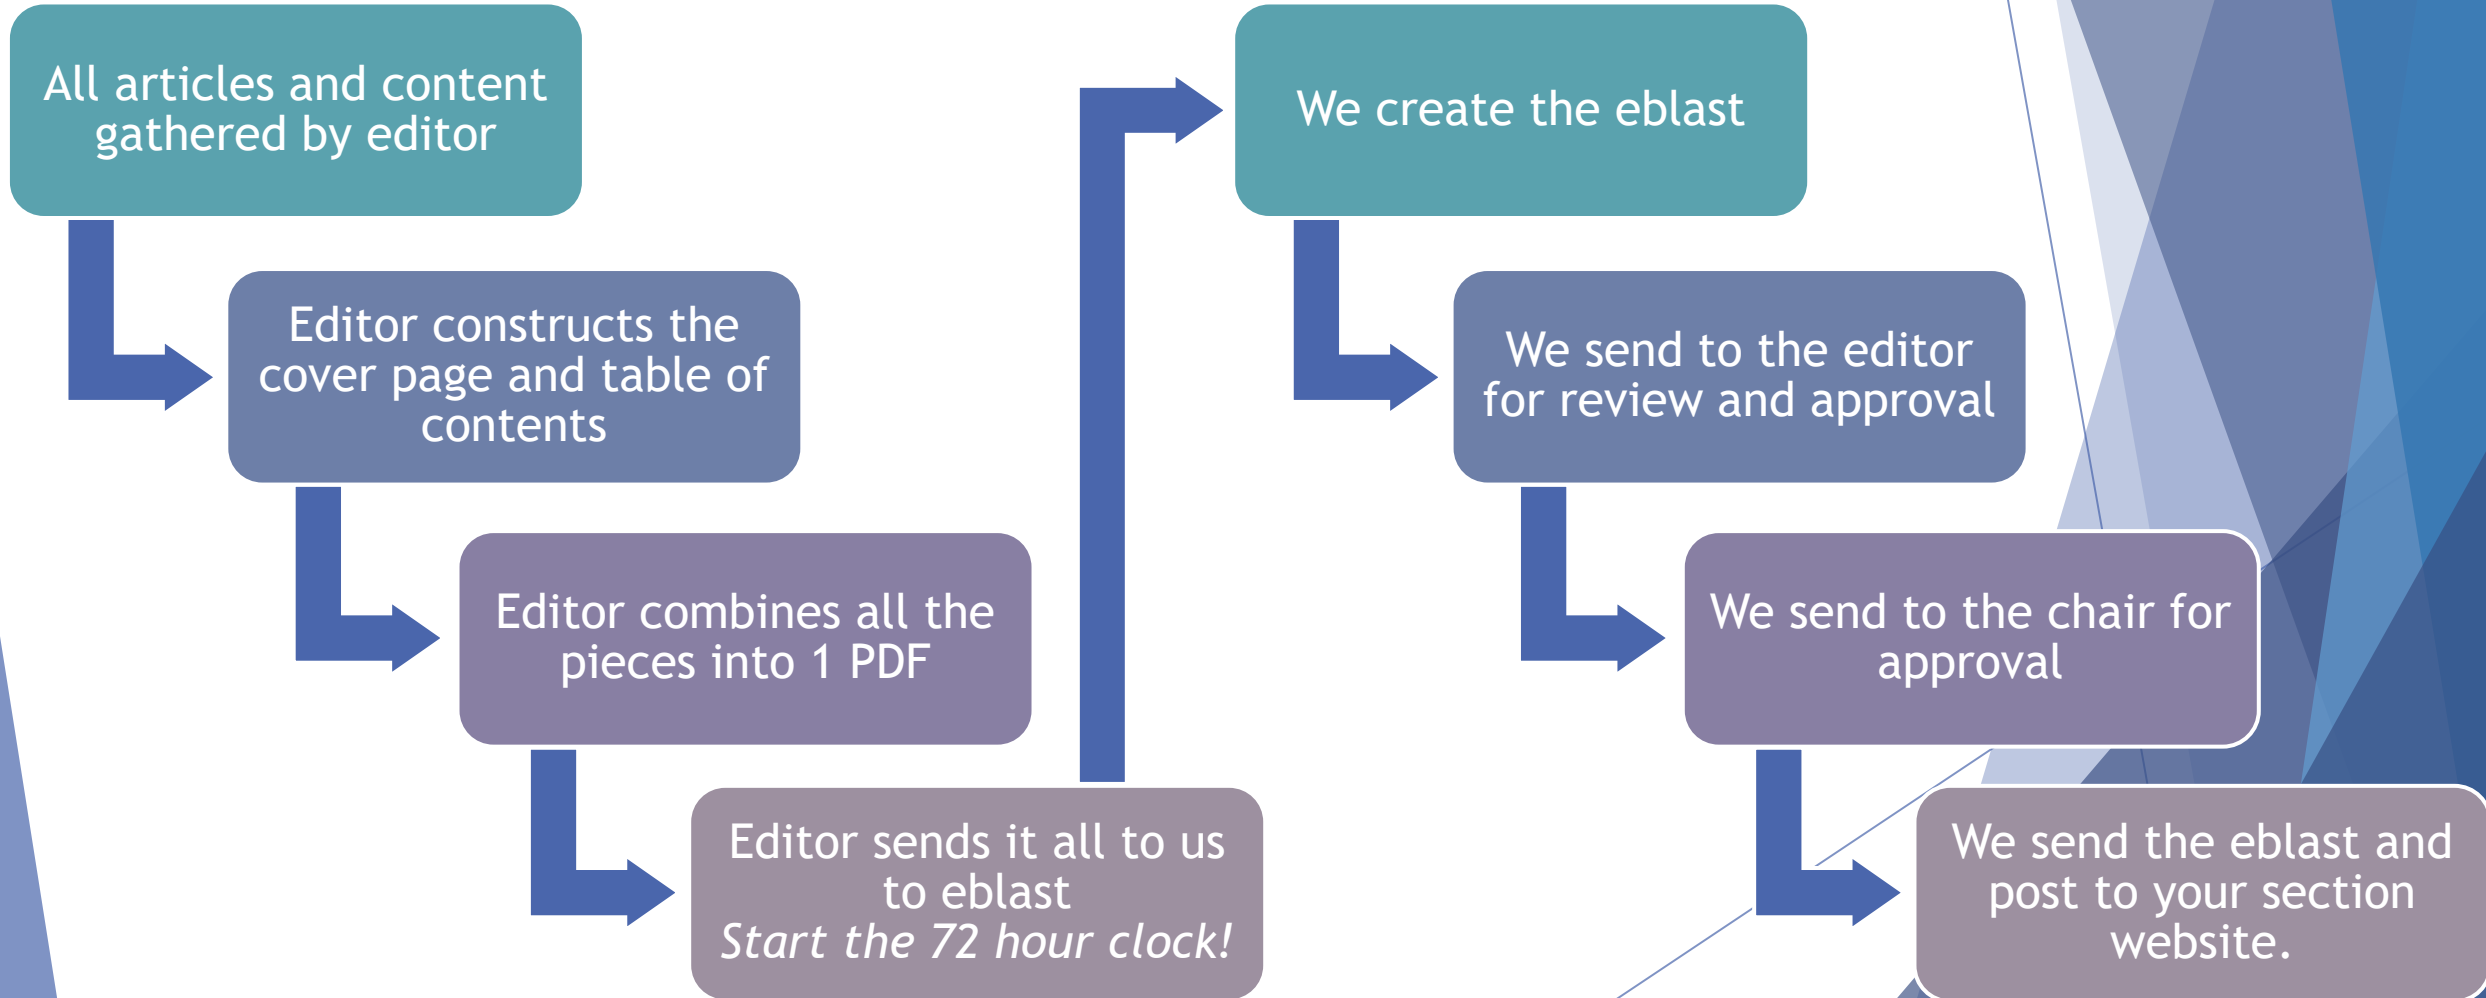 All articles and content
gathered by editor
Editor constructs the
cover page and table of
contents
Editor combines all the
pieces into 1 PDF
Editor sends it all to us
to eblast
Start the 72 hour clock!
We create the eblast
We send to the editor
for review and approval
We send to the chair for
approval
We send the eblast and
post to your section
website.